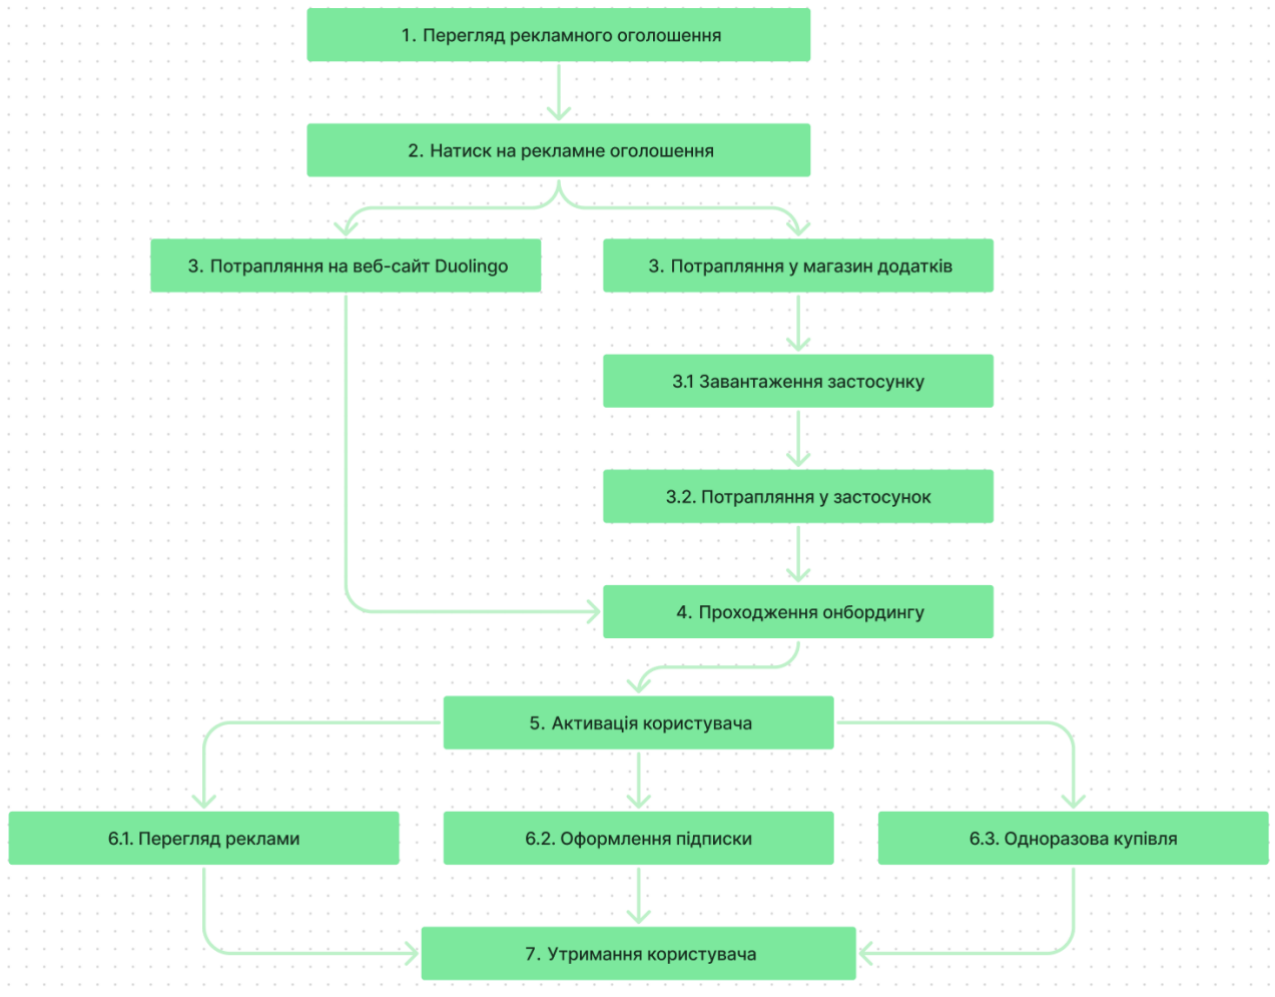 1. Перегляд рекламного оголошення
2. Натиск на рекламне оголошення
3. Потрапляння на веб-сайт Duolingo
3. Потрапляння у магазин додатків
3.1 Завантаження застосунку
3.2. Потрапляння у застосунок
4. Проходження онбордингу
5. Активація користувача
6.1. Перегляд реклами
6.2. Оформлення підписки
6.3. Одноразова купівля
7. Утримання користувача